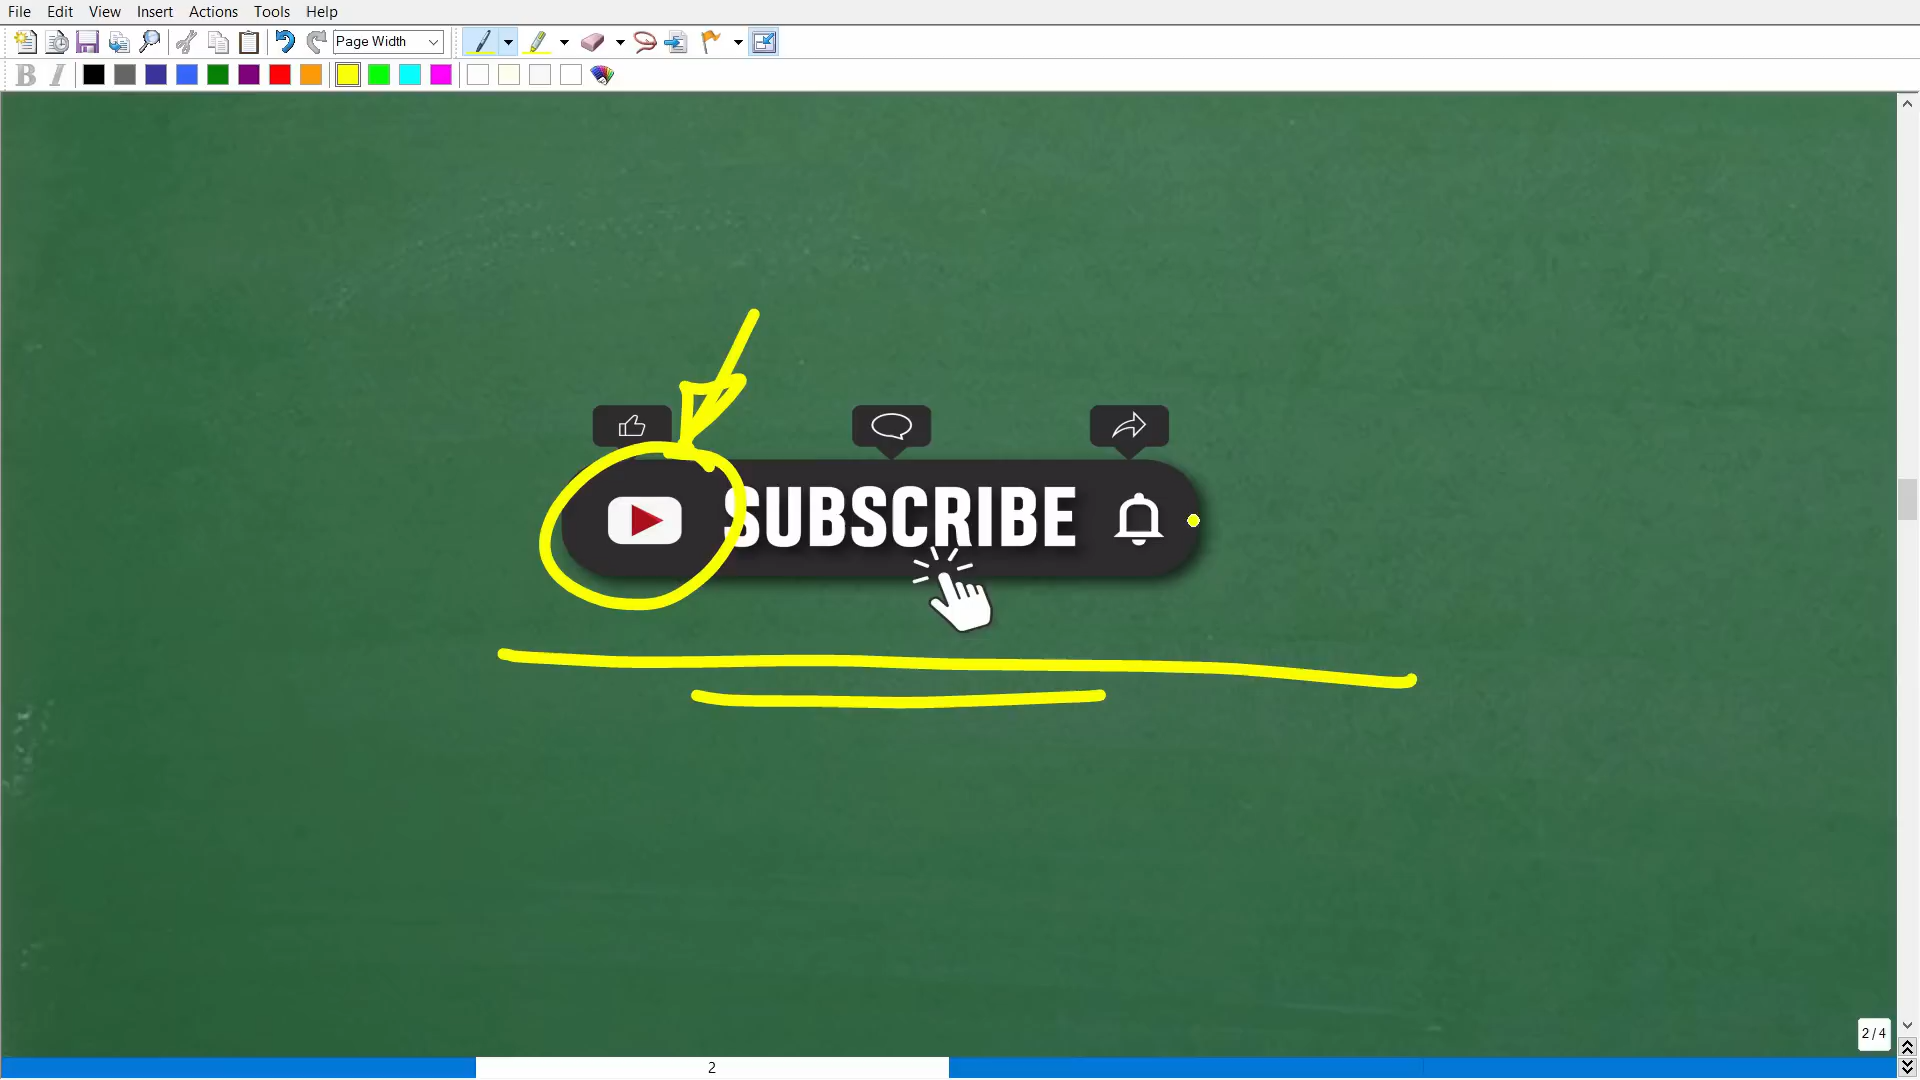 File Edit View Insert Actions Tools Help
Page Width
B I
SUBSCRIBE
2 / 4
2